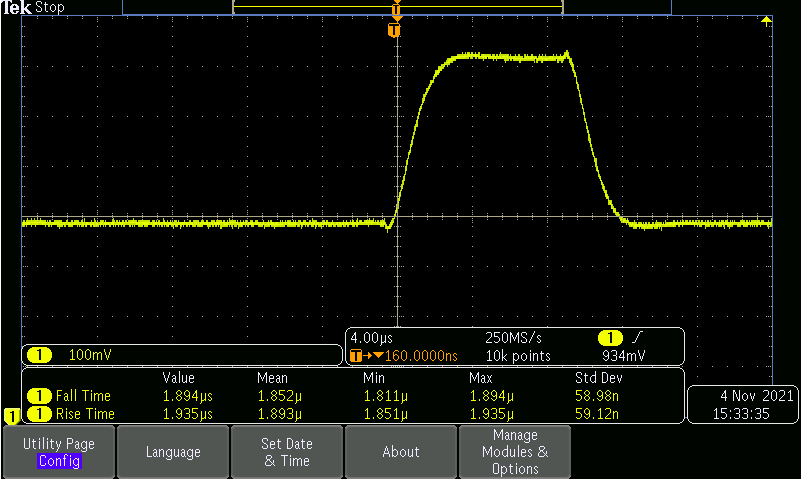 Tek Stop
T
T
1 100mV
4.00µs 250MS/s 1
T→▼160.0000ns 10k points 934mV
Value Mean Min Max Std Dev
1 Fall Time 1.894µs 1.852µ 1.811µ 1.894µ 58.98n
1 Rise Time 1.935µs 1.893µ 1.851µ 1.935µ 59.12n
1
4 Nov 2021
15:33:35
Utility Page
Config
Language
Set Date
& Time
About
Manage
Modules &
Options